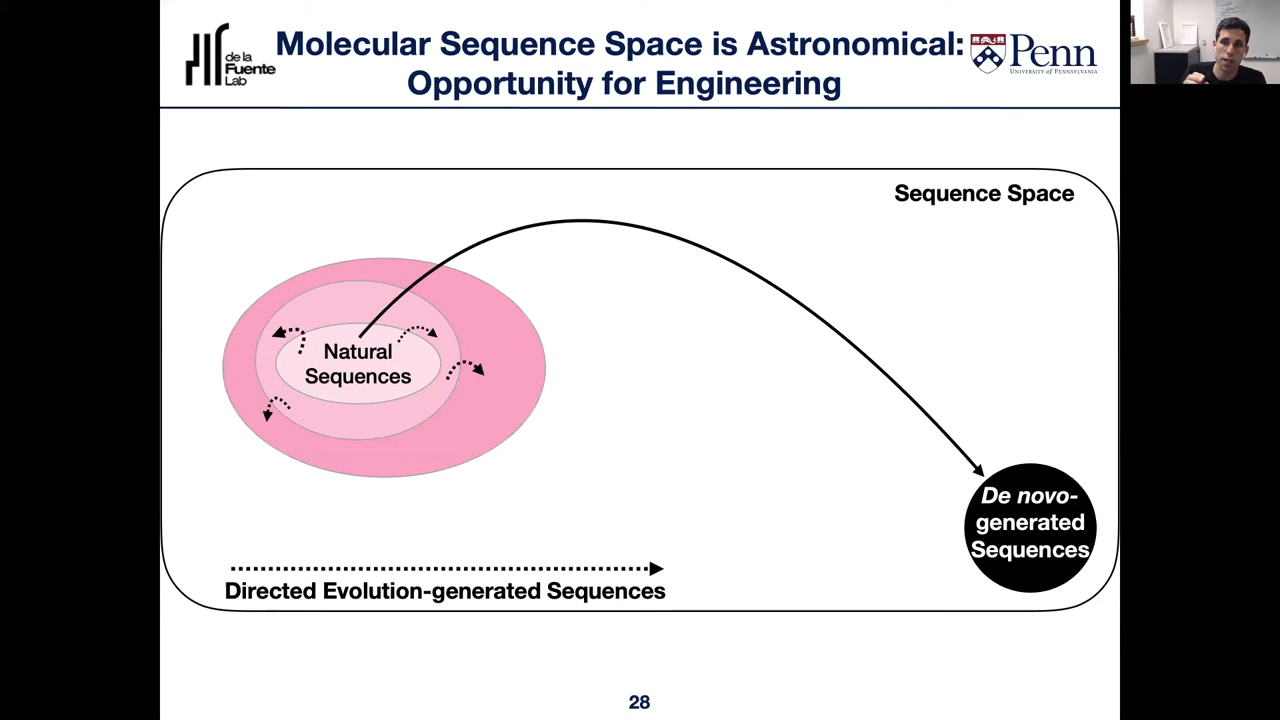 de la
Fuente
Lab
Molecular Sequence Space is Astronomical:
Opportunity for Engineering
Penn
UNIVERSITY of PENNSYLVANIA
Sequence Space
Natural
Sequences
De novo-
generated
Sequences
Directed Evolution-generated Sequences
28